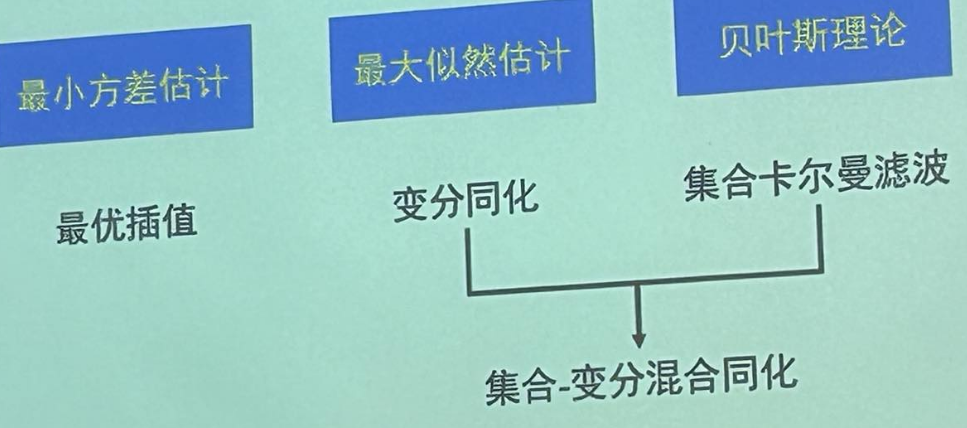 最小方差估计
最大似然估计
贝叶斯理论
最优插值
变分同化
集合卡尔曼滤波
集合-变分混合同化